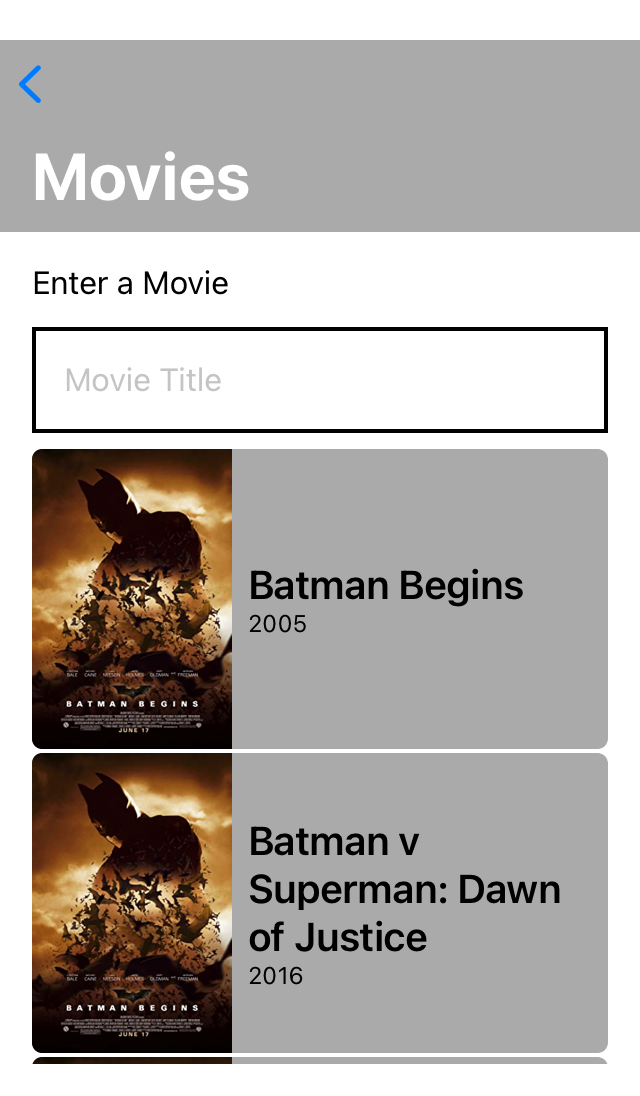 Movies
Enter a Movie
Movie Title
Batman Begins
2005
BATMAN BEGINS
JUNE 17
Batman v
Superman: Dawn
of Justice
2016
BATMAN BEGINS
JUNE 17